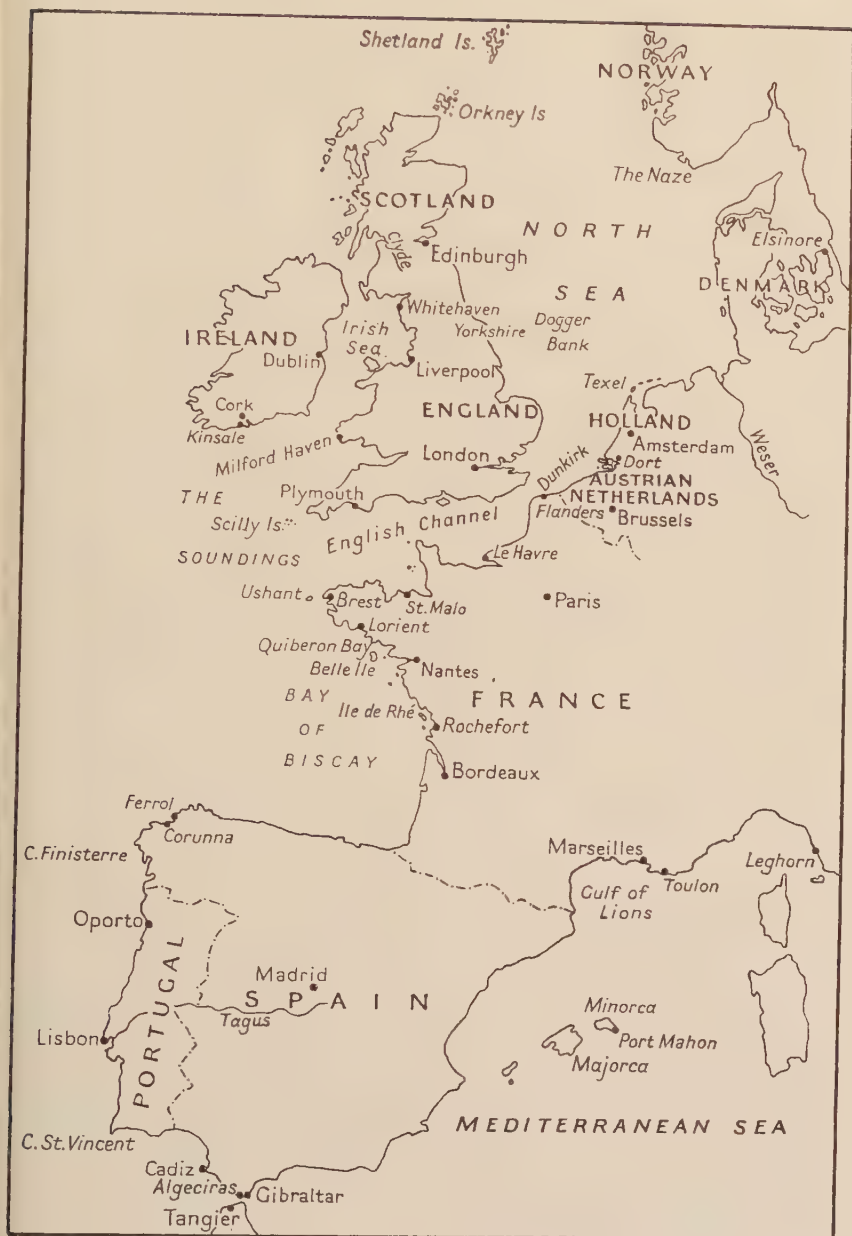 Shetland Is.
NORWAY
Orkney Is
The Naze
SCOTLAND
NORTH
SEA
Clyde
Edinburgh
Elsinore
DENMARK
Whitehaven
Yorkshire
Dogger
Bank
IRELAND
Irish
Sea
Dublin
Liverpool
Texel
ENGLAND
HOLLAND
Cork
Kinsale
Amsterdam
Weser
Milford Haven
London
Dunkirk
Dort
AUSTRIAN
NETHERLANDS
THE
Plymouth
Flanders
Brussels
Scilly Is.
English Channel
SOUNDINGS
Le Havre
Ushant
Brest
St. Malo
Paris
Lorient
Quiberon Bay
Belle Ile
Nantes
BAY
OF
BISCAY
FRANCE
Ile de Rhé
Rochefort
Bordeaux
Ferrol
Corunna
C. Finisterre
Marseilles
Toulon
Leghorn
Gulf of
Lions
Oporto
PORTUGAL
Madrid
SPAIN
Tagus
Lisbon
Minorca
Port Mahon
Majorca
MEDITERRANEAN SEA
C. St. Vincent
Cadiz
Algeciras
Gibraltar
Tangier